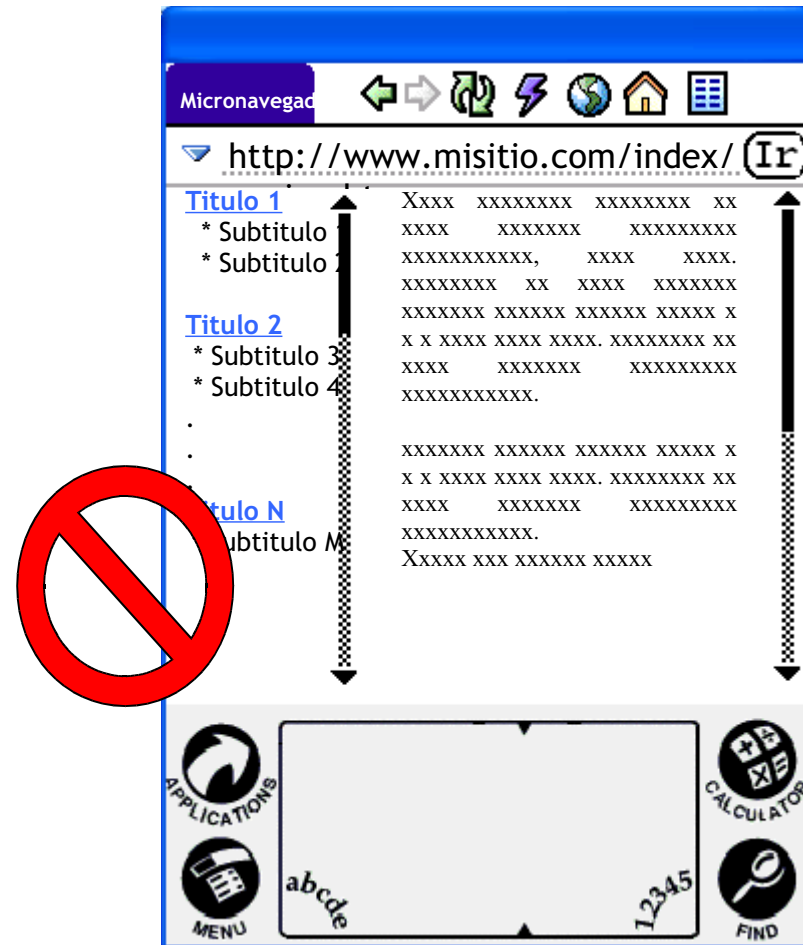 Micronavegad
http://www.misitio.com/index/ Ir
Titulo 1
* Subtitulo
* Subtitulo 2
Titulo 2
* Subtitulo 3
* Subtitulo 4
.
.
.
tulo N
ubtitulo M
Xxxx xxxxxxxx xxxxxxxx xx
xxxx xxxxxxx xxxxxxxxx
xxxxxxxxxxx, xxxx xxxx.
xxxxxxxx xx xxxx xxxxxxx
xxxxxxx xxxxxx xxxxxx xxxxx x
x x xxxx xxxx xxxx. xxxxxxxx xx
xxxx xxxxxxx xxxxxxxxx
xxxxxxxxxxx.
xxxxxxx xxxxxx xxxxxx xxxxx x
x x xxxx xxxx xxxx. xxxxxxxx xx
xxxx xxxxxxx xxxxxxxxx
xxxxxxxxxxx.
Xxxxx xxx xxxxxx xxxxx
APPLICATIONS
CALCULATOR
abcde
12345
MENU
FIND